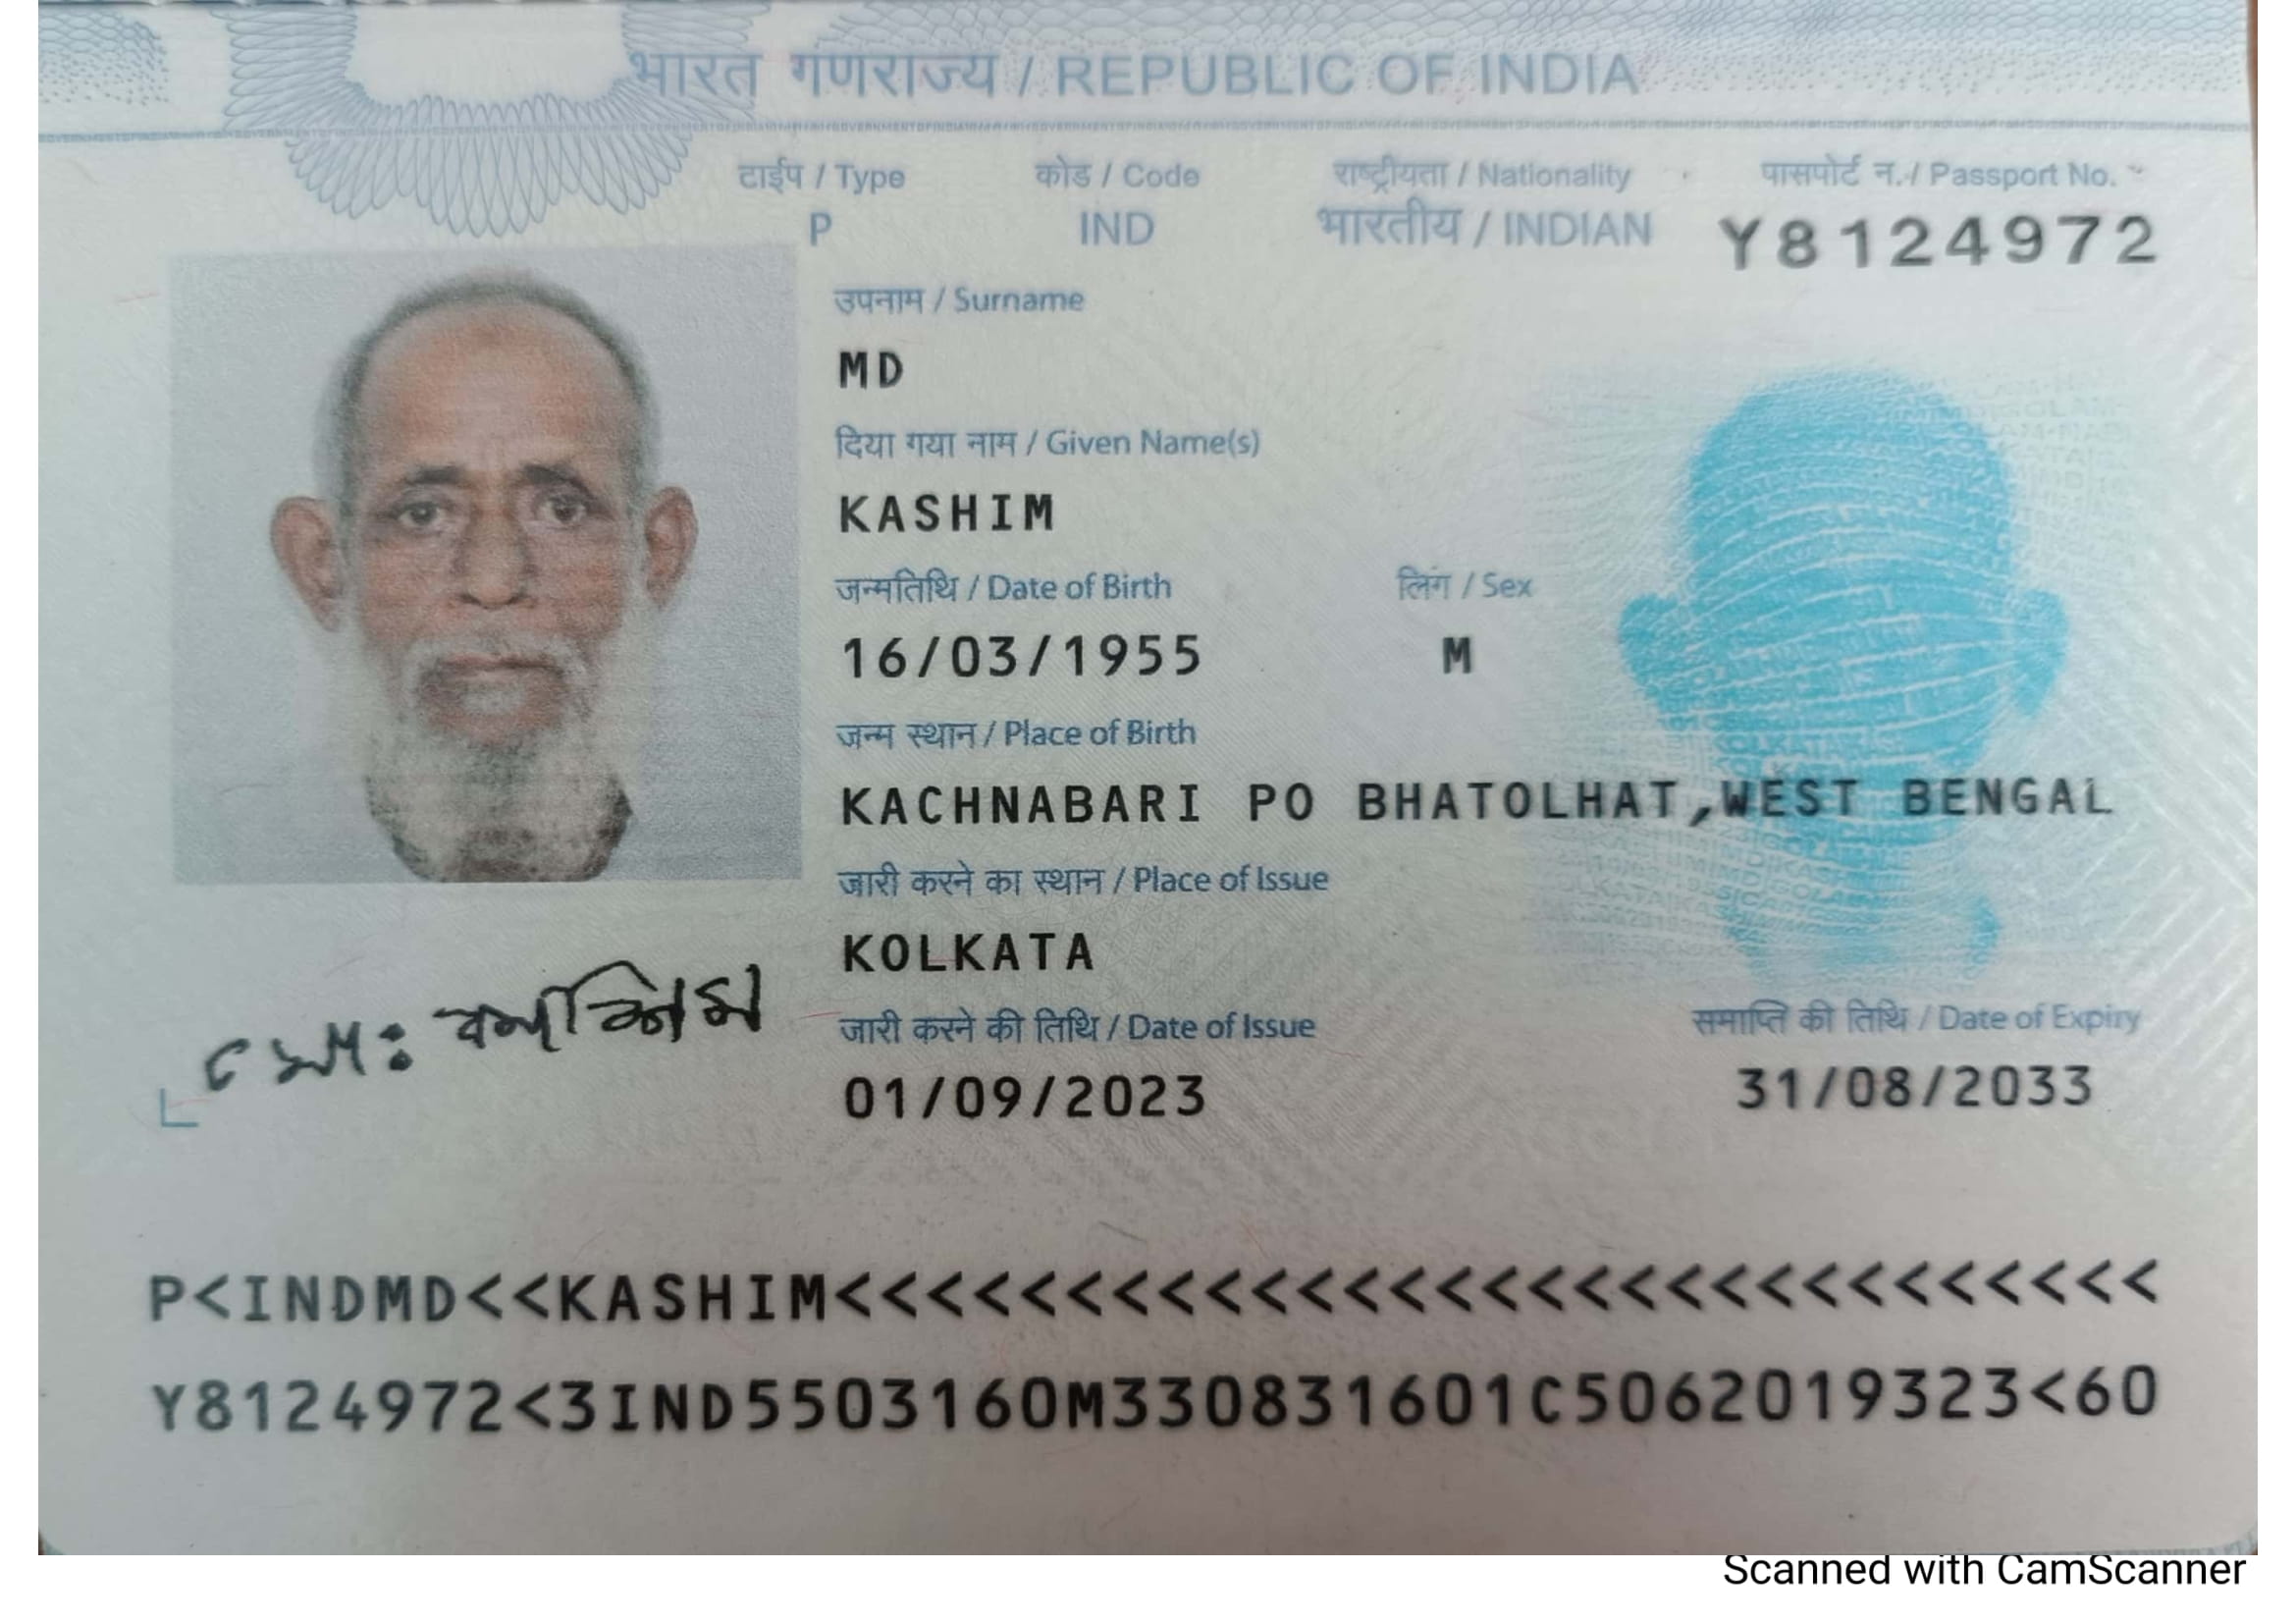 भारत गणराज्य / REPUBLIC OF INDIA
टाईप / Type कोड / Code राष्ट्रीयता / Nationality पासपोर्ट न. / Passport No.
P IND भारतीय / INDIAN Y8124972
उपनाम / Surname
MD
दिया गया नाम / Given Name(s)
KASHIM
जन्मतिथि / Date of Birth लिंग / Sex
16/03/1955 M
जन्म स्थान / Place of Birth
KACHNABARI PO BHATOLHAT,WEST BENGAL
जारी करने का स्थान / Place of Issue
KOLKATA
जारी करने की तिथि / Date of Issue समाप्ति की तिथि / Date of Expiry
01/09/2023 31/08/2033
P<INDMD<<KASHIM<<<<<<<<<<<<<<<<<<<<<<<<<<<<<
Y8124972<3IND5503160M330831601C5062019323<60
Scanned with CamScanner